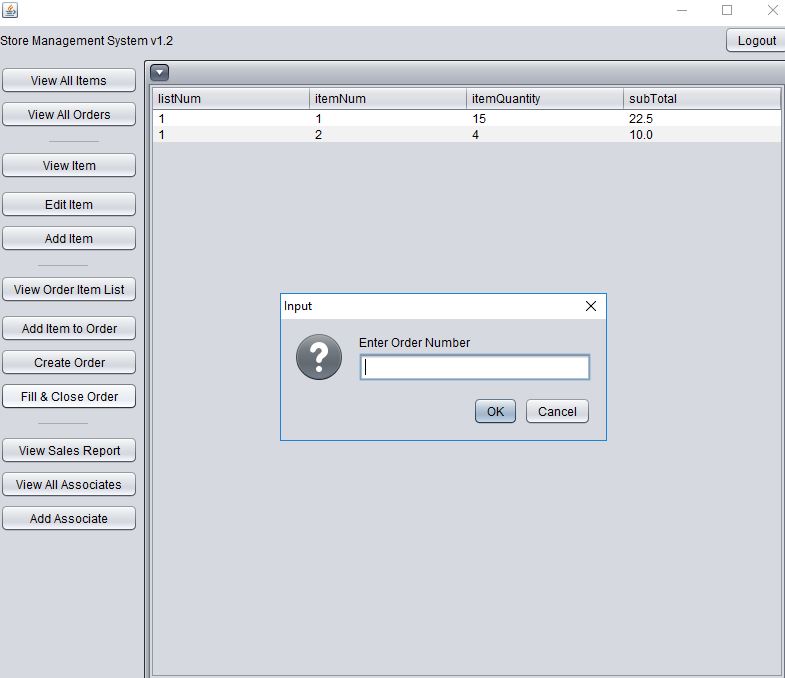 Store Management System v1.2
Logout
View All Items
View All Orders
View Item
Edit Item
Add Item
View Order Item List
Add Item to Order
Create Order
Fill & Close Order
View Sales Report
View All Associates
Add Associate
listNum itemNum itemQuantity subTotal
1 1 15 22.5
1 2 4 10.0
Input
Enter Order Number
?
OK Cancel